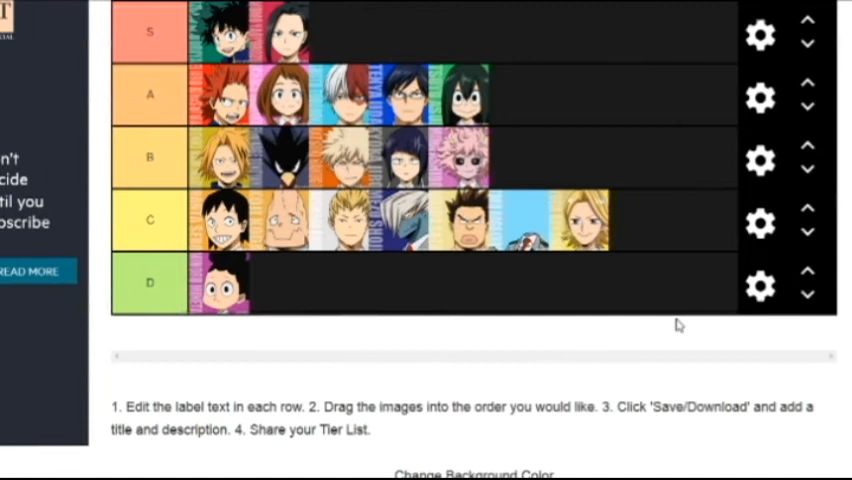 T
S
A
n't
B
cide
til you
bscribe
C
READ MORE
D
1. Edit the label text in each row. 2. Drag the images into the order you would like. 3. Click 'Save/Download' and add a
title and description. 4. Share your Tier List.
Change Background Color